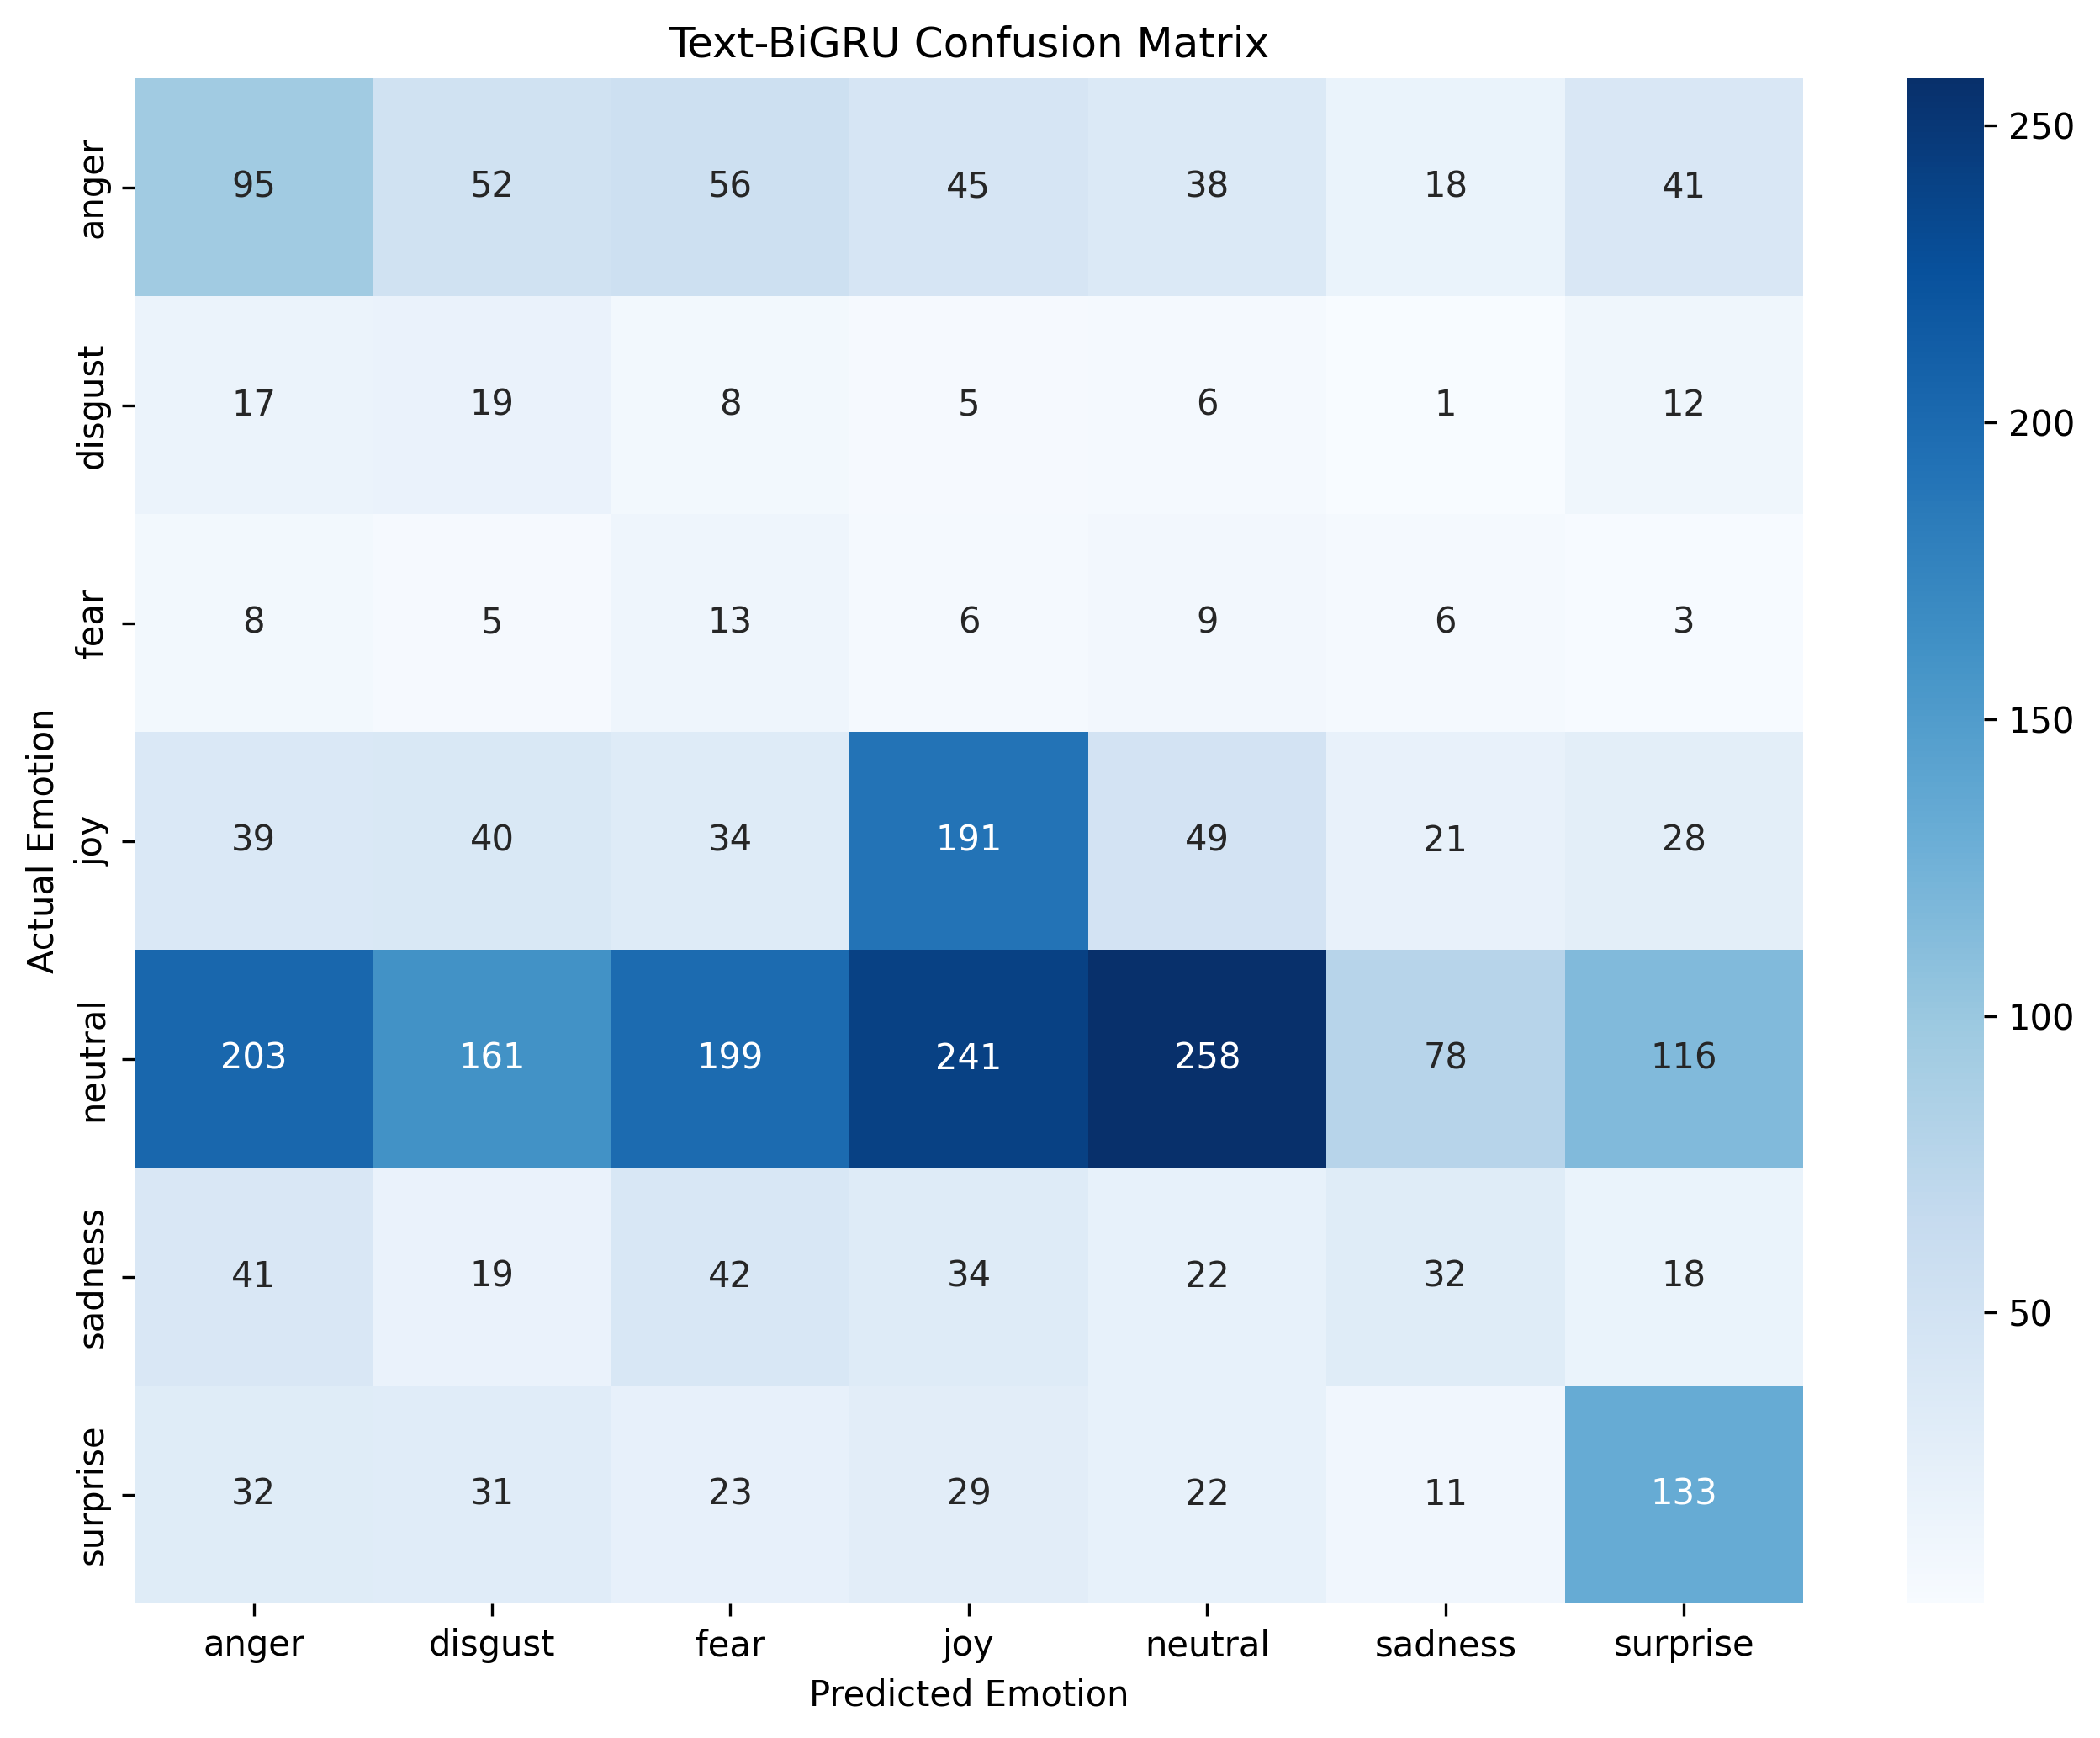 Text-BiGRU Confusion Matrix
Actual Emotion
anger 95 52 56 45 38 18 41
disgust 17 19 8 5 6 1 12
fear 8 5 13 6 9 6 3
joy 39 40 34 191 49 21 28
neutral 203 161 199 241 258 78 116
sadness 41 19 42 34 22 32 18
surprise 32 31 23 29 22 11 133
anger disgust fear joy neutral sadness surprise
Predicted Emotion
250
200
150
100
50